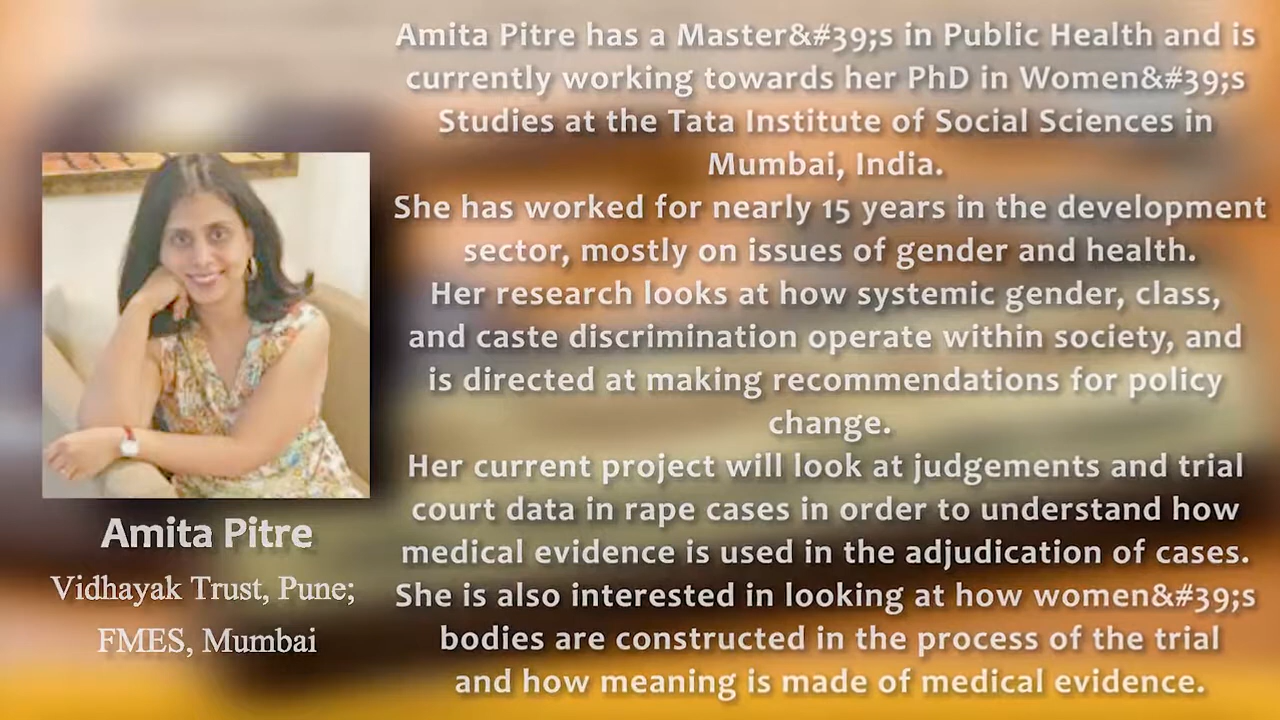 Amita Pitre has a Master&#39;s in Public Health and is
currently working towards her PhD in Women&#39;s
Studies at the Tata Institute of Social Sciences in
Mumbai, India.
She has worked for nearly 15 years in the development
sector, mostly on issues of gender and health.
Her research looks at how systemic gender, class,
and caste discrimination operate within society, and
is directed at making recommendations for policy
change.
Her current project will look at judgements and trial
court data in rape cases in order to understand how
medical evidence is used in the adjudication of cases.
She is also interested in looking at how women&#39;s
bodies are constructed in the process of the trial
and how meaning is made of medical evidence.
Amita Pitre
Vidhayak Trust, Pune;
FMES, Mumbai